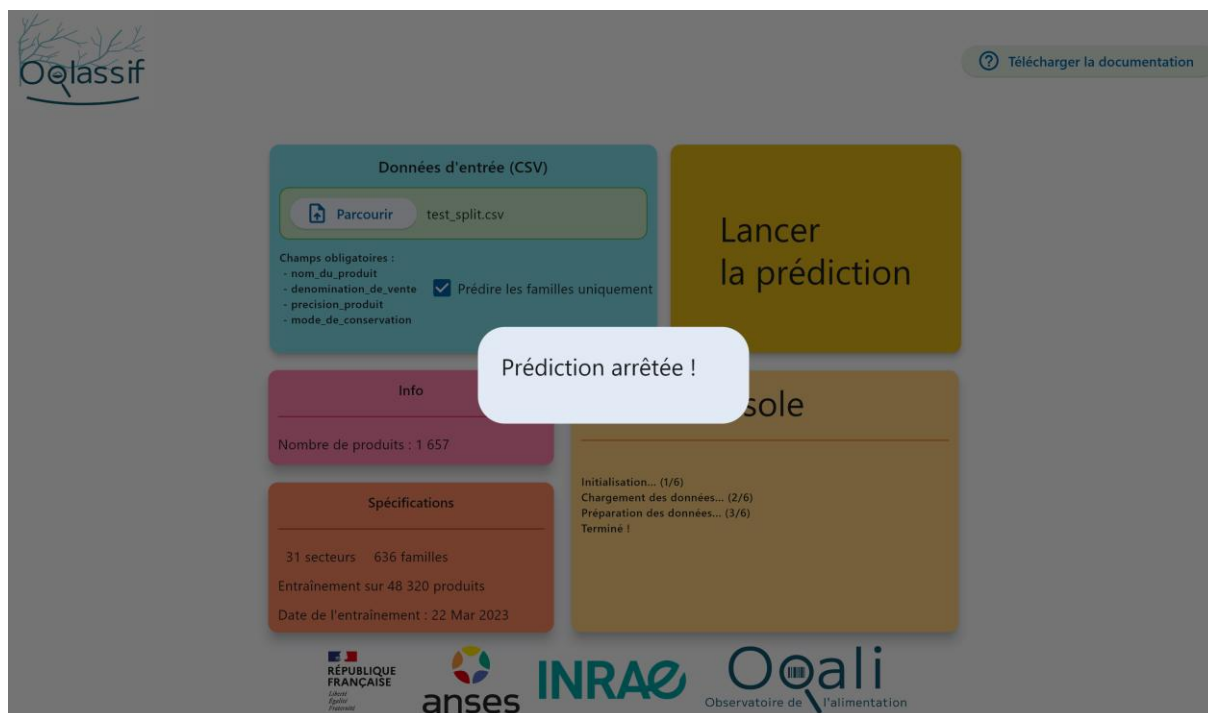 Oqlassif
Télécharger la documentation
Données d'entrée (CSV)
Parcourir
test_split.csv
Champs obligatoires :
- nom_du_produit
- denomination_de_vente
- precision_produit
- mode_de_conservation
Prédire les familles uniquement
Lancer
la prédiction
Prédiction arrêtée !
Info
Nombre de produits : 1 657
sole
Initialisation... (1/6)
Chargement des données... (2/6)
Préparation des données... (3/6)
Terminé !
Spécifications
31 secteurs 636 familles
Entraînement sur 48 320 produits
Date de l'entraînement : 22 Mar 2023
RÉPUBLIQUE
FRANÇAISE
Liberté
Égalité
Fraternité
anses
INRAE
Oqali
Observatoire de l'alimentation